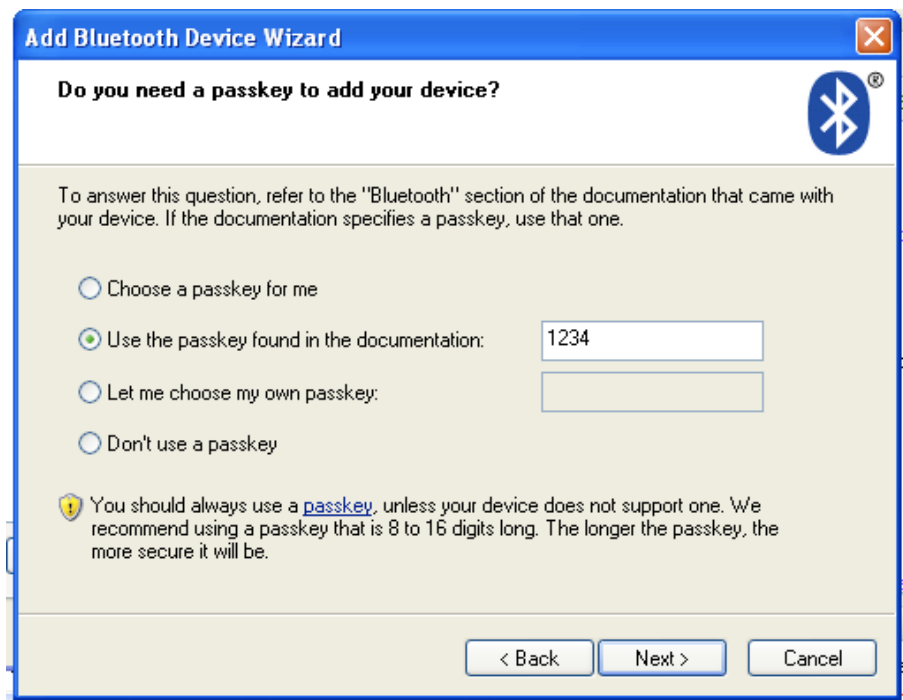 Add Bluetooth Device Wizard
Do you need a passkey to add your device?
®
To answer this question, refer to the "Bluetooth" section of the documentation that came with
your device. If the documentation specifies a passkey, use that one.
Choose a passkey for me
Use the passkey found in the documentation: 1234
Let me choose my own passkey:
Don't use a passkey
You should always use a passkey, unless your device does not support one. We
recommend using a passkey that is 8 to 16 digits long. The longer the passkey, the
more secure it will be.
< Back Next > Cancel